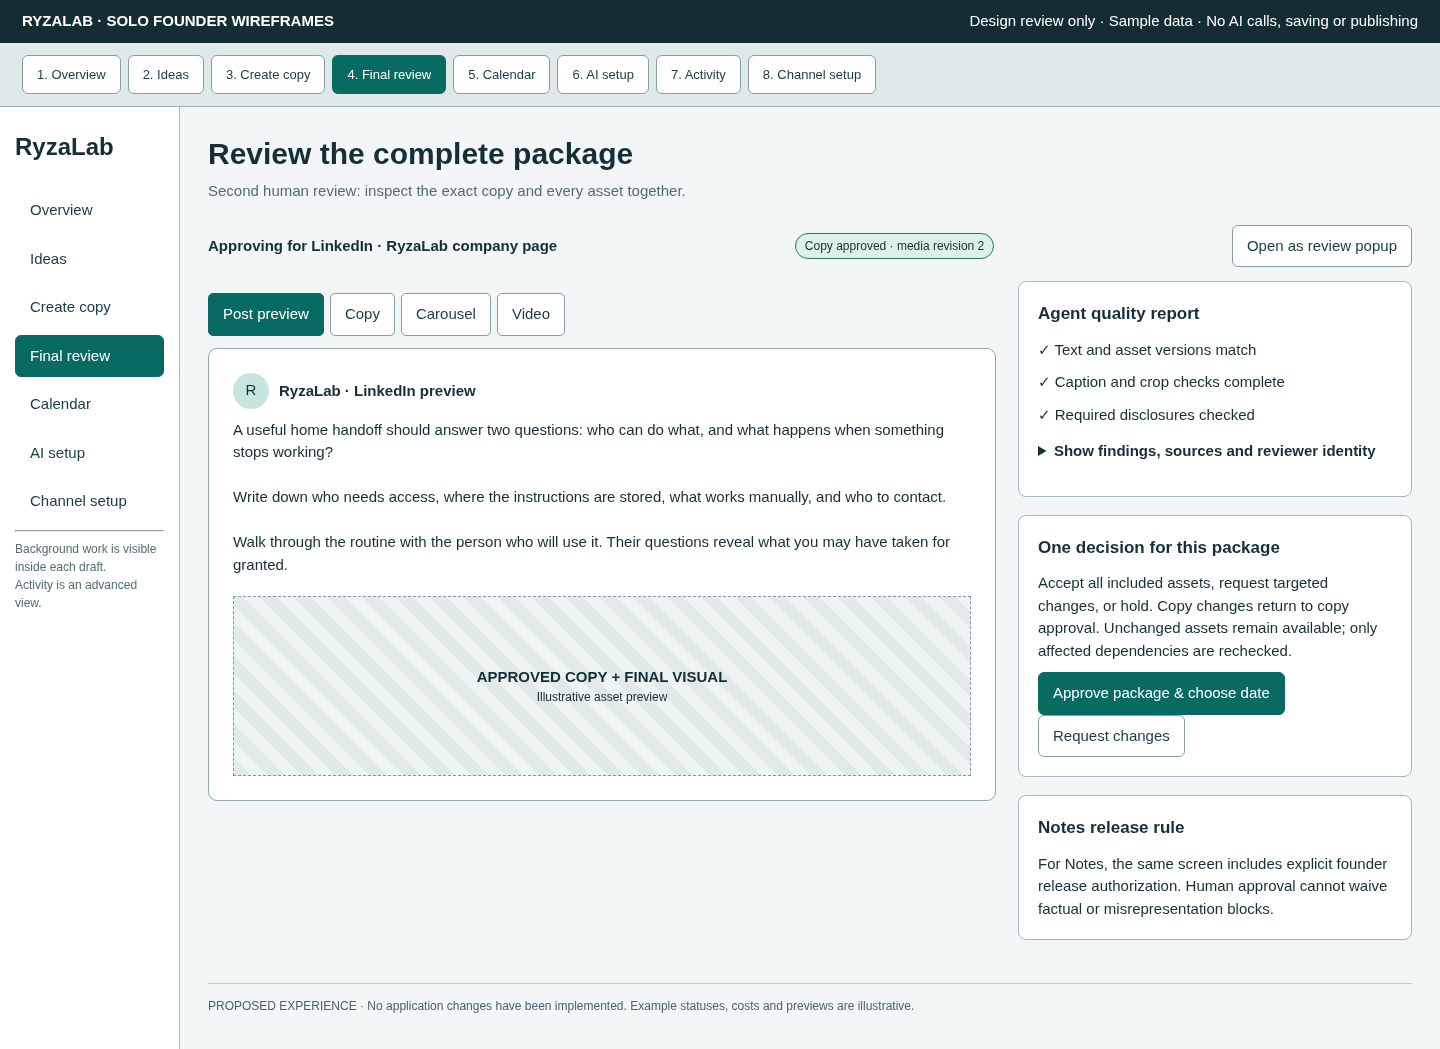 RYZALAB · SOLO FOUNDER WIREFRAMES
Design review only · Sample data · No AI calls, saving or publishing
1. Overview
2. Ideas
3. Create copy
4. Final review
5. Calendar
6. AI setup
7. Activity
8. Channel setup
RyzaLab
Overview
Ideas
Create copy
Final review
Calendar
AI setup
Channel setup
Background work is visible
inside each draft.
Activity is an advanced
view.
Review the complete package
Second human review: inspect the exact copy and every asset together.
Approving for LinkedIn · RyzaLab company page
Copy approved · media revision 2
Open as review popup
Post preview
Copy
Carousel
Video
R
RyzaLab · LinkedIn preview
A useful home handoff should answer two questions: who can do what, and what happens when something
stops working?
Write down who needs access, where the instructions are stored, what works manually, and who to contact.
Walk through the routine with the person who will use it. Their questions reveal what you may have taken for
granted.
APPROVED COPY + FINAL VISUAL
Illustrative asset preview
Agent quality report
✓ Text and asset versions match
✓ Caption and crop checks complete
✓ Required disclosures checked
▶ Show findings, sources and reviewer identity
One decision for this package
Accept all included assets, request targeted
changes, or hold. Copy changes return to copy
approval. Unchanged assets remain available; only
affected dependencies are rechecked.
Approve package & choose date
Request changes
Notes release rule
For Notes, the same screen includes explicit founder
release authorization. Human approval cannot waive
factual or misrepresentation blocks.
PROPOSED EXPERIENCE · No application changes have been implemented. Example statuses, costs and previews are illustrative.